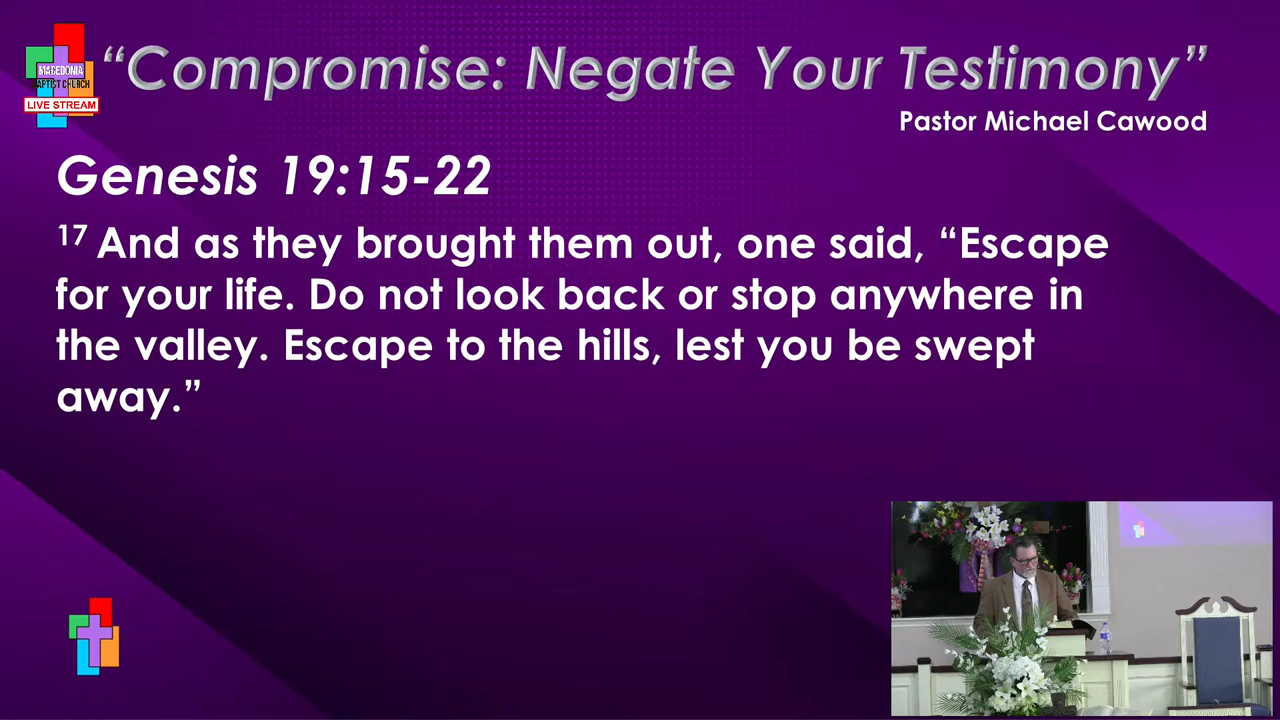 “Compromise: Negate Your Testimony”
MACEDONIA
BAPTIST CHURCH
LIVE STREAM
Pastor Michael Cawood
Genesis 19:15-22
17 And as they brought them out, one said, “Escape
for your life. Do not look back or stop anywhere in
the valley. Escape to the hills, lest you be swept
away.”